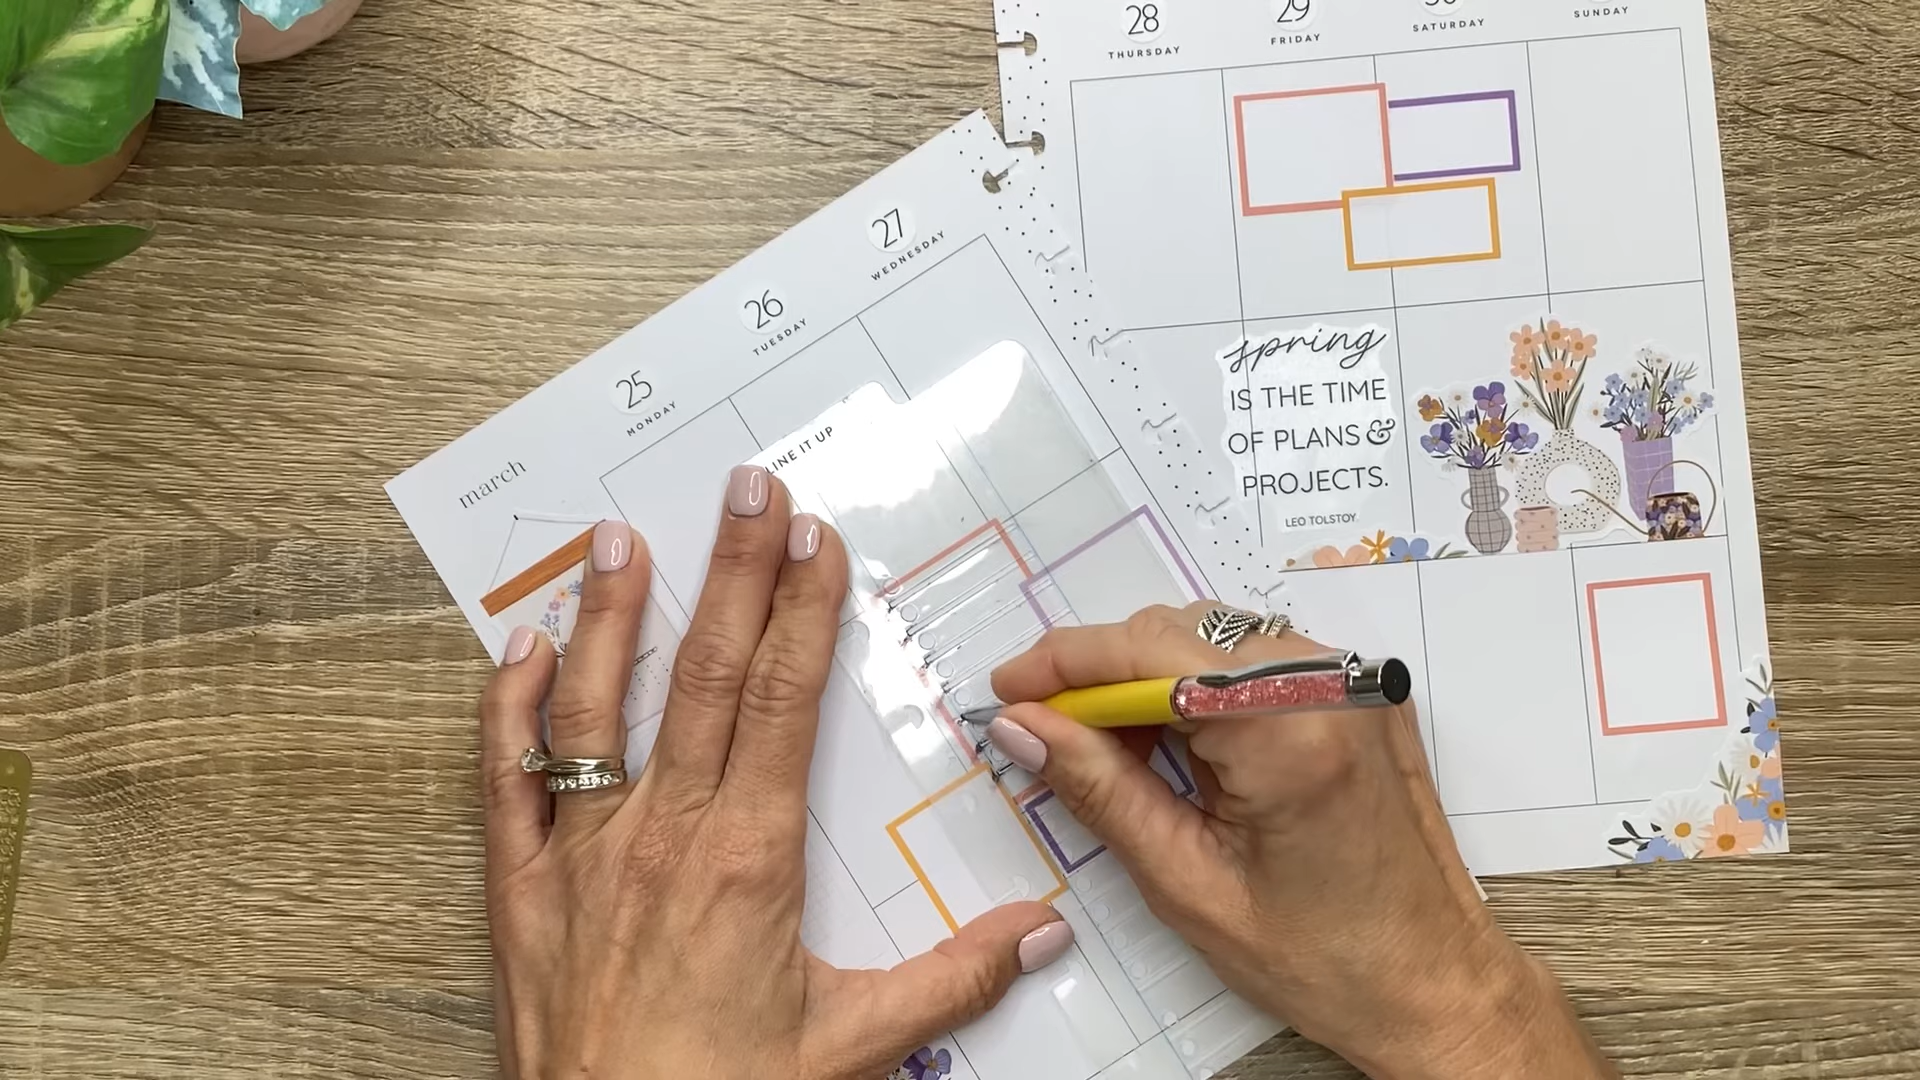 march
25
MONDAY
26
TUESDAY
27
WEDNESDAY
LINE IT UP
28
THURSDAY
29
FRIDAY
SATURDAY
SUNDAY
spring
IS THE TIME
OF PLANS &
PROJECTS.
LEO TOLSTOY.